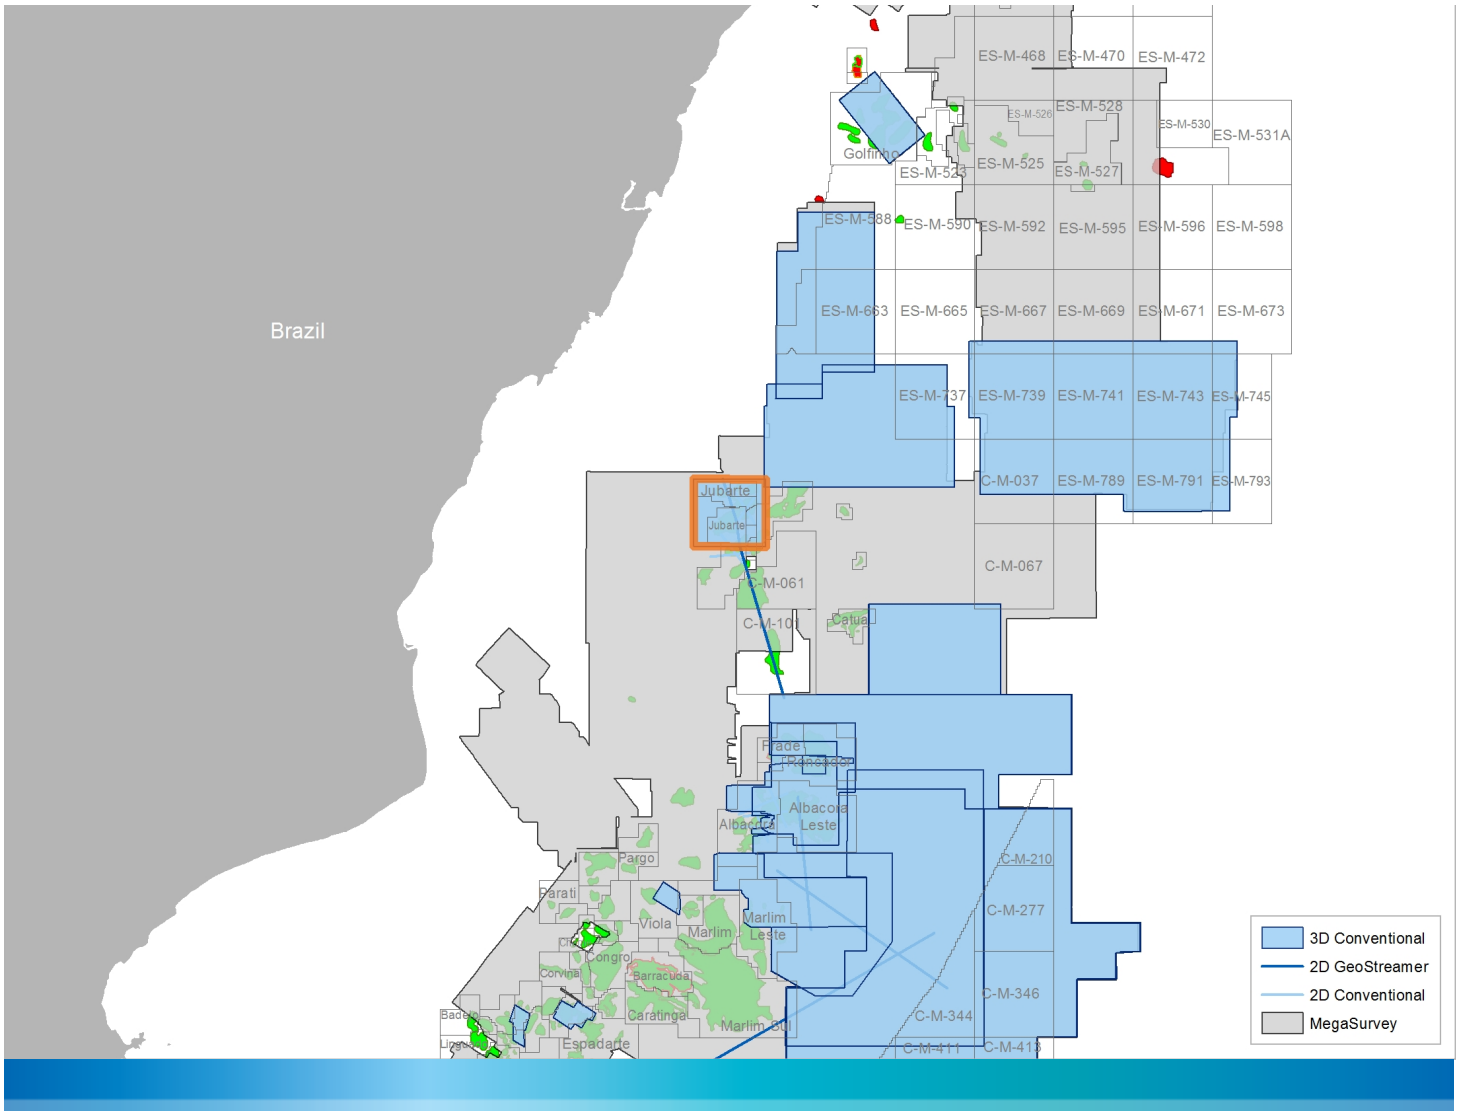 ES-M-468
ES-M-470
ES-M-472
ES-M-526
ES-M-528
ES-M-530
ES-M-531A
Golfinho
ES-M-523
ES-M-525
ES-M-527
ES-M-588
ES-M-590
ES-M-592
ES-M-595
ES-M-596
ES-M-598
Brazil
ES-M-663
ES-M-665
ES-M-667
ES-M-669
ES-M-671
ES-M-673
ES-M-737
ES-M-739
ES-M-741
ES-M-743
ES-M-745
Jubarte
C-M-037
ES-M-789
ES-M-791
ES-M-793
Jubarte
C-M-061
C-M-067
C-M-101
Catua
Frade
Roncador
Albacora
Leste
Albacora
Pargo
C-M-210
Parati
Viola
Marlim
Marlim
Leste
C-M-277
Congro
Corvina
Barracuda
C-M-346
Badejo
Caratinga
Marlim Sul
C-M-344
Espadarte
C-M-411
C-M-413
3D Conventional
2D GeoStreamer
2D Conventional
MegaSurvey